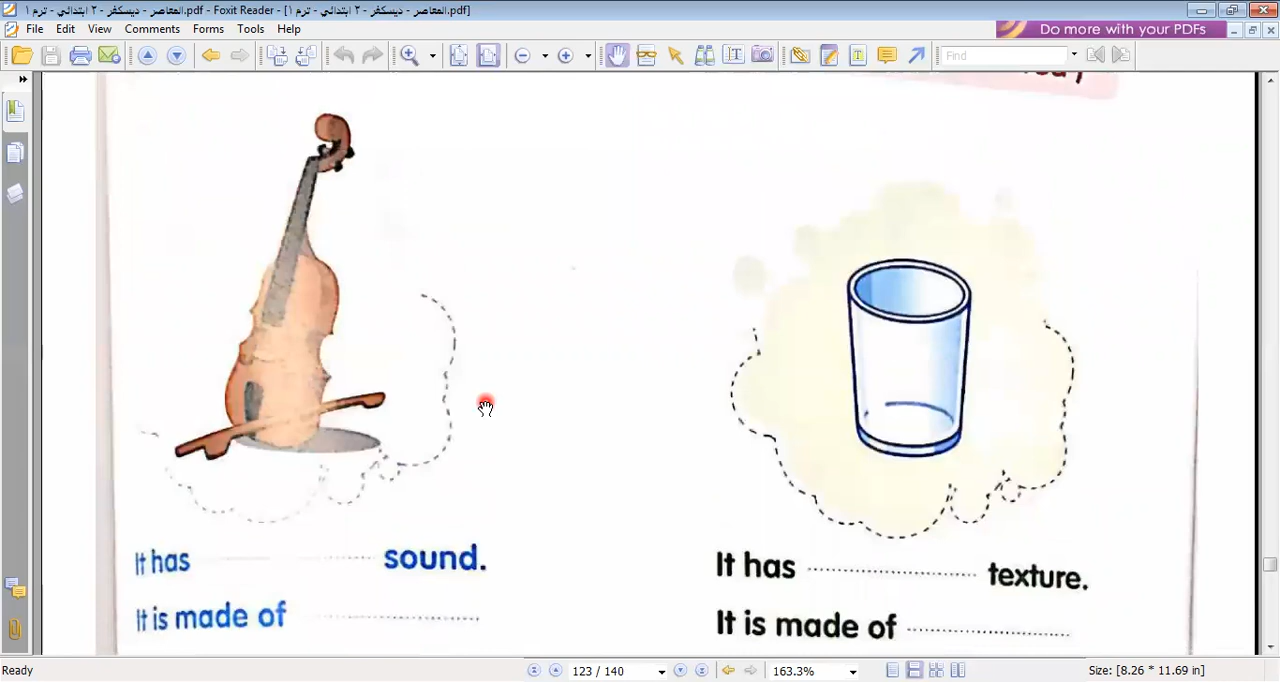 المعاصر - ديسكفر - ٢ ابتدائي - ترم ١.pdf - Foxit Reader - [المعاصر - ديسكفر - ٢ ابتدائي - ترم ١.pdf]
File Edit View Comments Forms Tools Help
Do more with your PDFs
Find
It has .................... sound.
It is made of ....................
It has .................... texture.
It is made of ....................
Ready
123 / 140
163.3%
Size: [8.26 * 11.69 in]